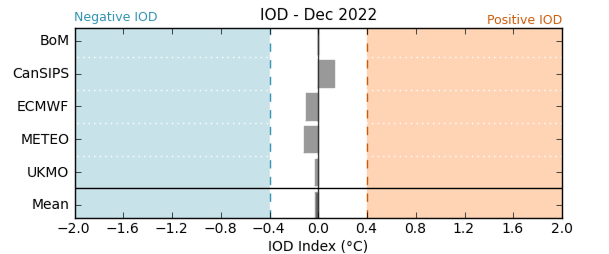 IOD - Dec 2022
Negative IOD
Positive IOD
BoM
CanSIPS
ECMWF
METEO
UKMO
Mean
−2.0 −1.6 −1.2 −0.8 −0.4 0.0 0.4 0.8 1.2 1.6 2.0
IOD Index (°C)